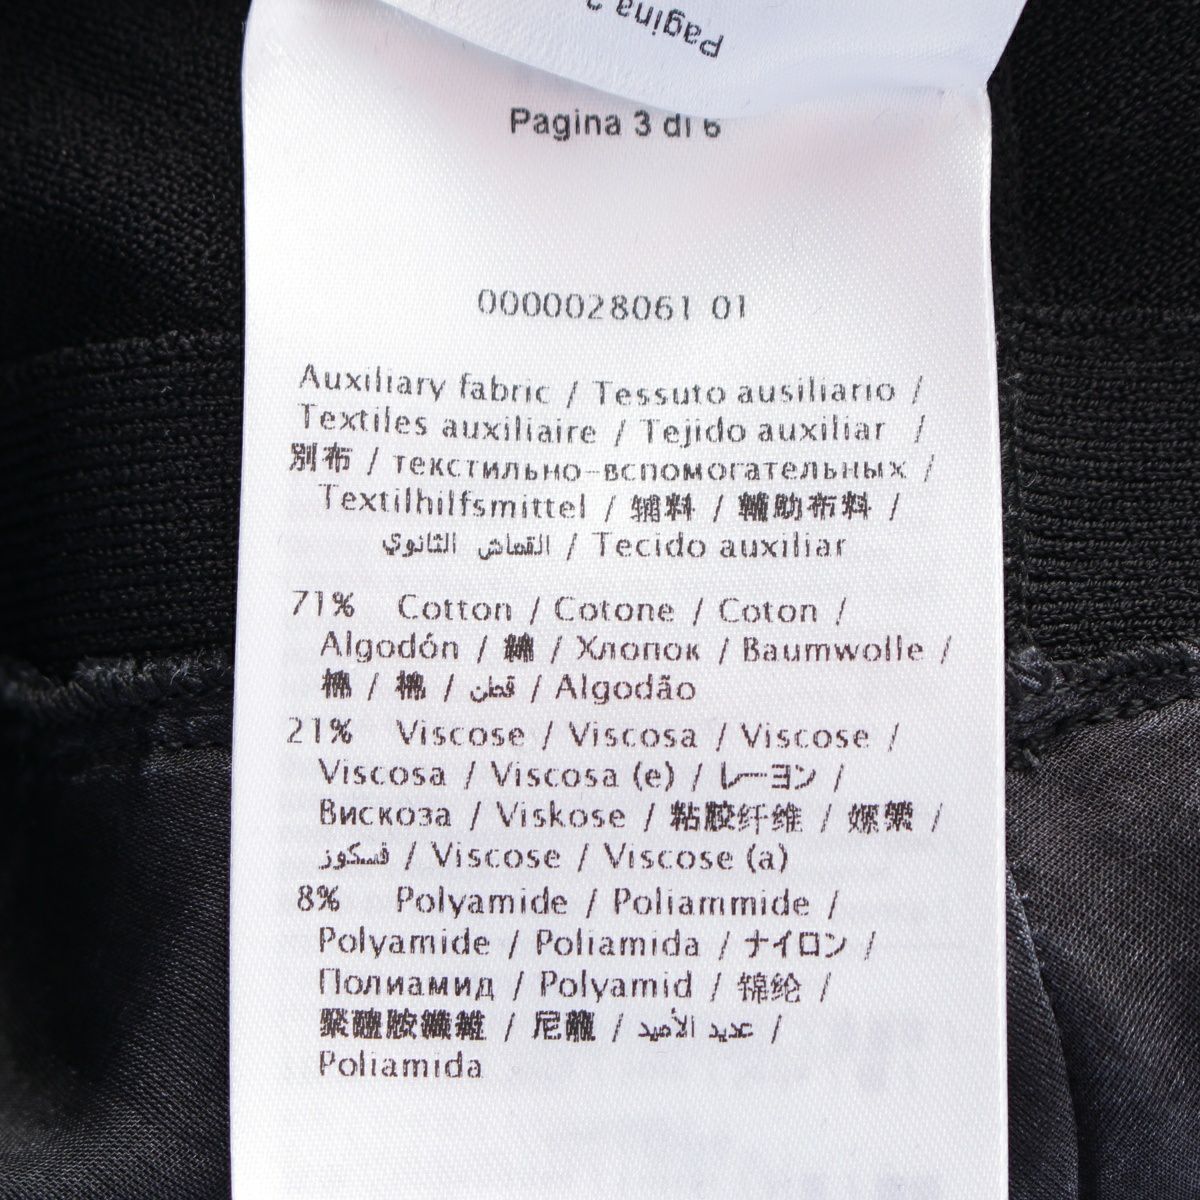 Pagina 2
Pagina 3 di 6
0000028061 01
Auxiliary fabric / Tessuto ausiliario /
Textiles auxiliaire / Tejido auxiliar /
別布 / текстильно-вспомогательных /
Textilhilfsmittel / 辅料 / 輔助布料 /
القماش الثانوي / Tecido auxiliar
71% Cotton / Cotone / Coton /
Algodón / 綿 / Хлопок / Baumwolle /
棉 / 棉 / قطن / Algodão
21% Viscose / Viscosa / Viscose /
Viscosa / Viscosa (e) / レーヨン /
Вискоза / Viskose / 粘胶纤维 / 嫘縈 /
فسكوز / Viscose / Viscose (a)
8% Polyamide / Poliammide /
Polyamide / Poliamida / ナイロン /
Полиамид / Polyamid / 锦纶 /
聚醯胺纖維 / 尼龍 / عديد الأميد /
Poliamida